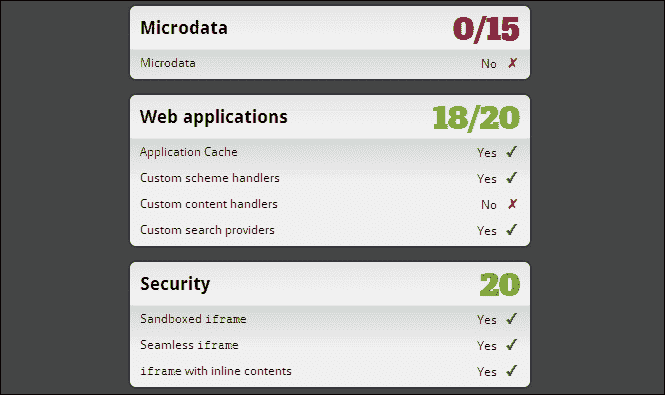 Microdata 0/15
Microdata No ✗
Web applications 18/20
Application Cache Yes ✓
Custom scheme handlers Yes ✓
Custom content handlers No ✗
Custom search providers Yes ✓
Security 20
Sandboxed iframe Yes ✓
Seamless iframe Yes ✓
iframe with inline contents Yes ✓